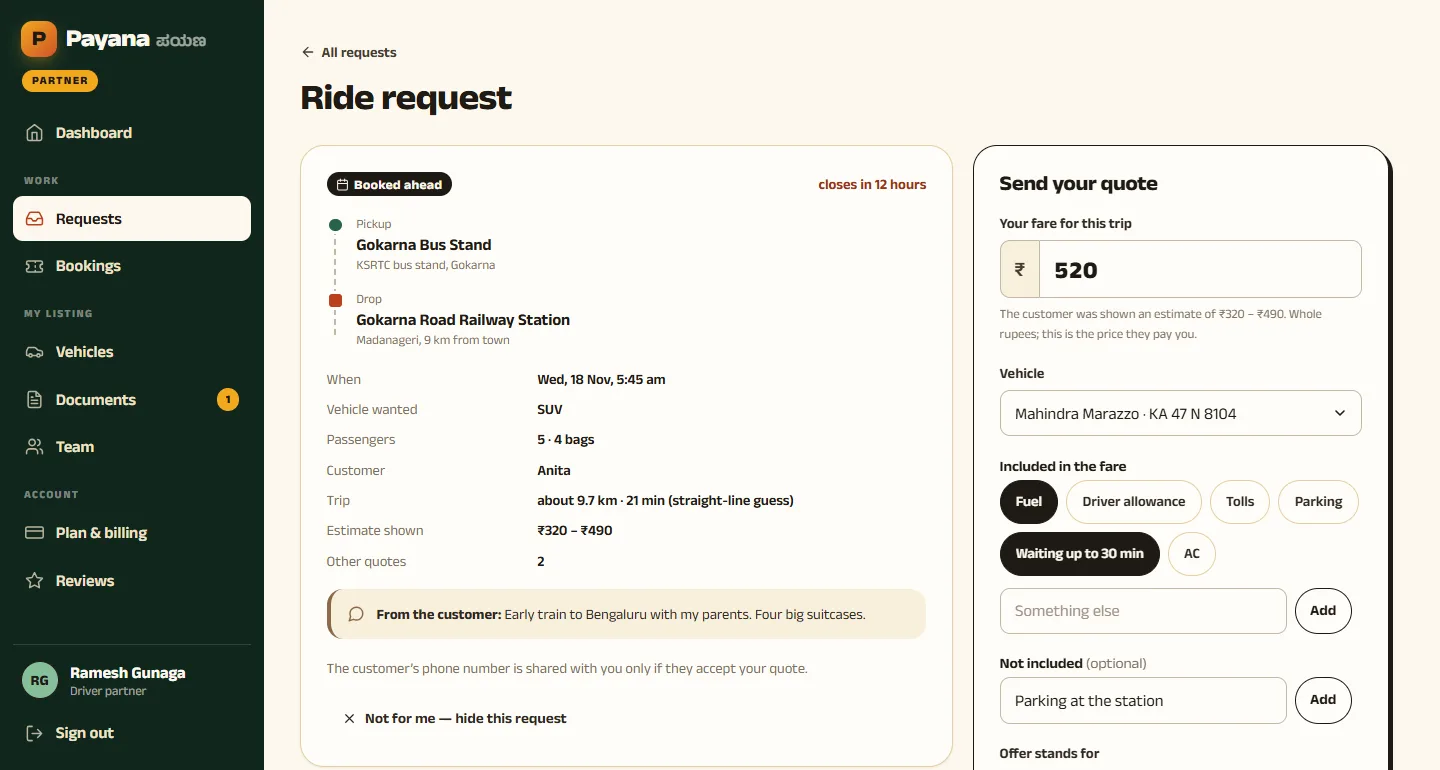 P Payana ಪಯಣ
PARTNER
Dashboard
WORK
Requests
Bookings
MY LISTING
Vehicles
Documents 1
Team
ACCOUNT
Plan & billing
Reviews
RG Ramesh Gunaga
Driver partner
Sign out
All requests
Ride request
Booked ahead closes in 12 hours
Pickup
Gokarna Bus Stand
KSRTC bus stand, Gokarna
Drop
Gokarna Road Railway Station
Madanageri, 9 km from town
When Wed, 18 Nov, 5:45 am
Vehicle wanted SUV
Passengers 5 · 4 bags
Customer Anita
Trip about 9.7 km · 21 min (straight-line guess)
Estimate shown ₹320 – ₹490
Other quotes 2
From the customer: Early train to Bengaluru with my parents. Four big suitcases.
The customer's phone number is shared with you only if they accept your quote.
Not for me — hide this request
Send your quote
Your fare for this trip
₹ 520
The customer was shown an estimate of ₹320 – ₹490. Whole
rupees; this is the price they pay you.
Vehicle
Mahindra Marazzo · KA 47 N 8104
Included in the fare
Fuel Driver allowance Tolls Parking
Waiting up to 30 min AC
Something else Add
Not included (optional)
Parking at the station Add
Offer stands for